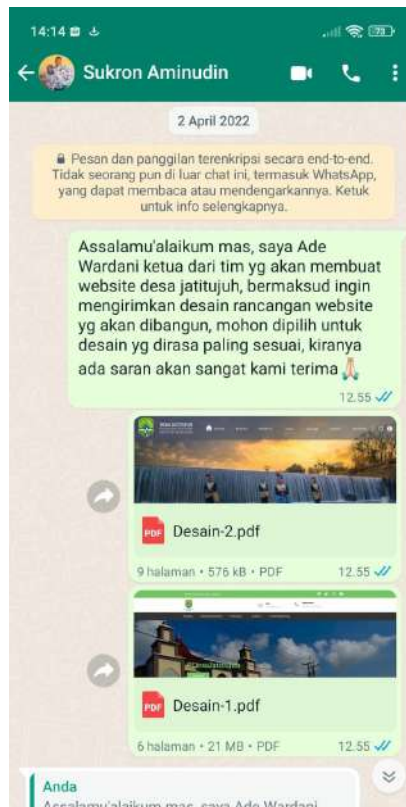 14:14
73
Sukron Aminudin
2 April 2022
Pesan dan panggilan terenkripsi secara end-to-end.
Tidak seorang pun di luar chat ini, termasuk WhatsApp,
yang dapat membaca atau mendengarkannya. Ketuk
untuk info selengkapnya.
Assalamu'alaikum mas, saya Ade
Wardani ketua dari tim yg akan membuat
website desa jatitujuh, bermaksud ingin
mengirimkan desain rancangan website
yg akan dibangun, mohon dipilih untuk
desain yg dirasa paling sesuai, kiranya
ada saran akan sangat kami terima
12.55
PDF
Desain-2.pdf
9 halaman • 576 kB • PDF
12.55
PDF
Desain-1.pdf
6 halaman • 21 MB • PDF
12.55
Anda
Assalamu'alaikum mas, saya Ade Wardani